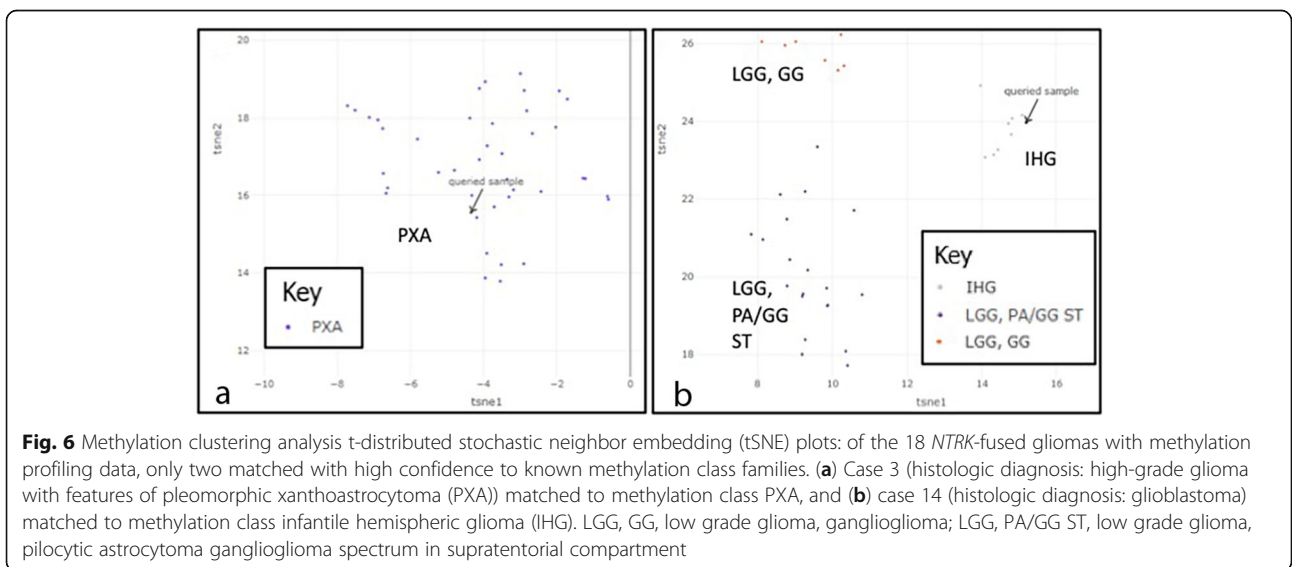 20
18
16
14
12
tsne2
−10 −8 −6 −4 −2 0
tsne1
queried sample
PXA
Key
PXA
a
26
24
22
20
18
tsne2
8 10 12 14 16
tsne1
LGG, GG
queried sample
IHG
LGG,
PA/GG
ST
Key
IHG
LGG, PA/GG ST
LGG, GG
b
Fig. 6 Methylation clustering analysis t-distributed stochastic neighbor embedding (tSNE) plots: of the 18 NTRK-fused gliomas with methylation
profiling data, only two matched with high confidence to known methylation class families. (a) Case 3 (histologic diagnosis: high-grade glioma
with features of pleomorphic xanthoastrocytoma (PXA)) matched to methylation class PXA, and (b) case 14 (histologic diagnosis: glioblastoma)
matched to methylation class infantile hemispheric glioma (IHG). LGG, GG, low grade glioma, ganglioglioma; LGG, PA/GG ST, low grade glioma,
pilocytic astrocytoma ganglioglioma spectrum in supratentorial compartment